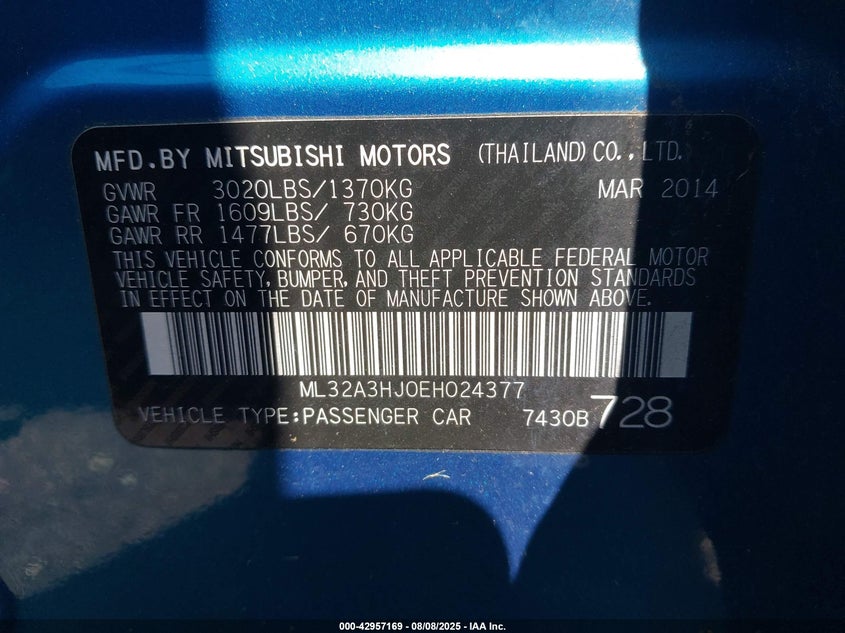 MFD.BY MITSUBISHI MOTORS (THAILAND) CO.,LTD.
GVWR 3020LBS/1370KG MAR 2014
GAWR FR 1609LBS/ 730KG
GAWR RR 1477LBS/ 670KG
THIS VEHICLE CONFORMS TO ALL APPLICABLE FEDERAL MOTOR
VEHICLE SAFETY, BUMPER, AND THEFT PREVENTION STANDARDS
IN EFFECT ON THE DATE OF MANUFACTURE SHOWN ABOVE.
ML32A3HJ0EH024377
VEHICLE TYPE:PASSENGER CAR 7430B 728
000-42957169 - 08/08/2025 - IAA Inc.